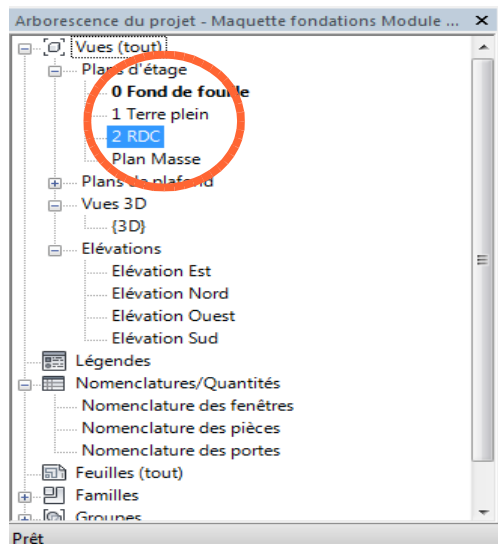 Arborescence du projet - Maquette fondations Module ...
Vues (tout)
Plans d'étage
0 Fond de fouille
1 Terre plein
2 RDC
Plan Masse
Plans de plafond
Vues 3D
{3D}
Elévations
Elévation Est
Elévation Nord
Elévation Ouest
Elévation Sud
Légendes
Nomenclatures/Quantités
Nomenclature des fenêtres
Nomenclature des pièces
Nomenclature des portes
Feuilles (tout)
Familles
Groupes
Prêt